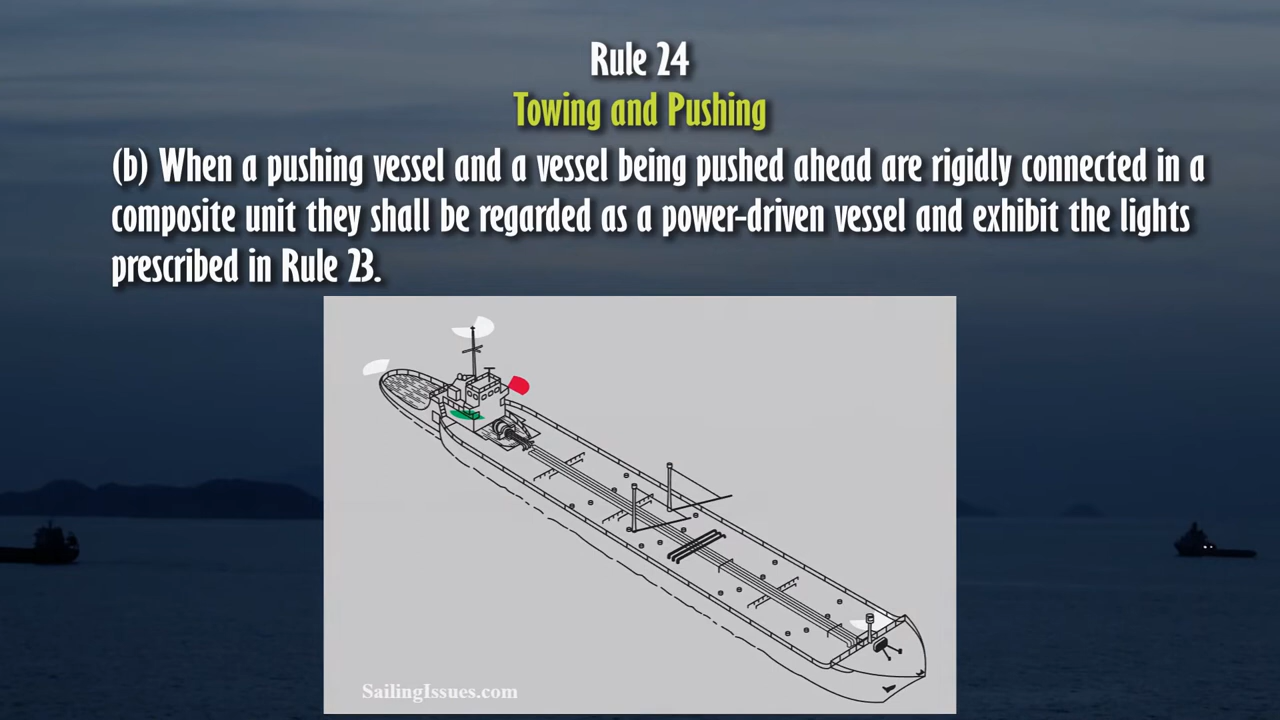 Rule 24
Towing and Pushing
(b) When a pushing vessel and a vessel being pushed ahead are rigidly connected in a
composite unit they shall be regarded as a power-driven vessel and exhibit the lights
prescribed in Rule 23.
SailingIssues.com